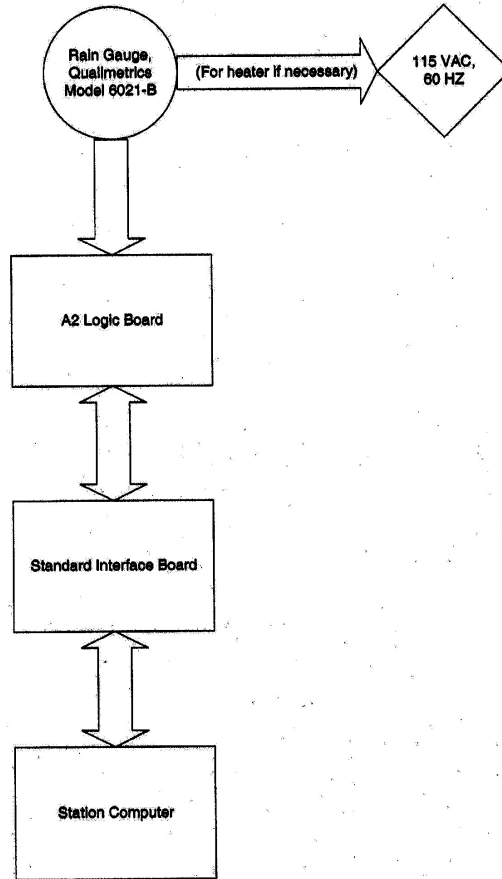 Rain Gauge,
Qualimetrics
Model 6021-B
(For heater if necessary)
115 VAC,
60 HZ
A2 Logic Board
Standard Interface Board
Station Computer